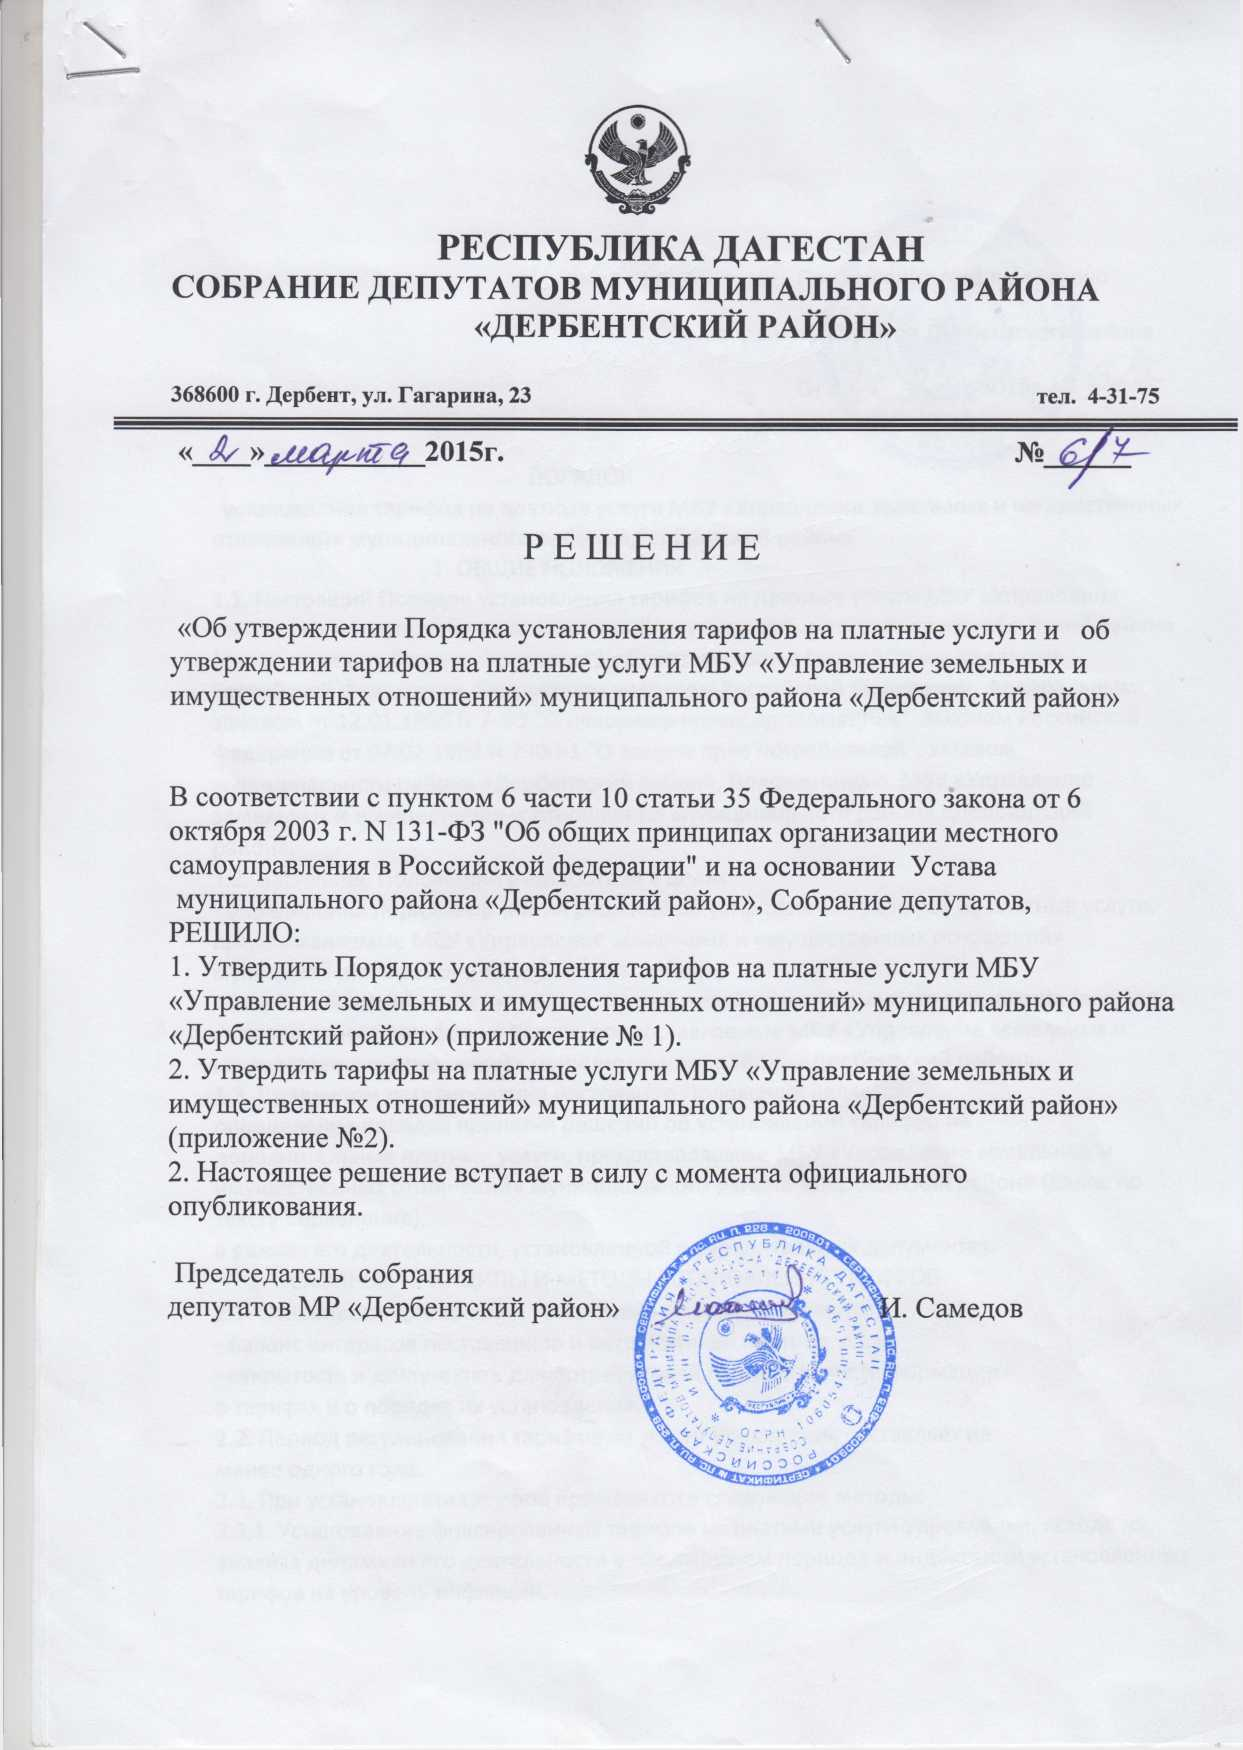 РЕСПУБЛИКА ДАГЕСТАН
СОБРАНИЕ ДЕПУТАТОВ МУНИЦИПАЛЬНОГО РАЙОНА
«ДЕРБЕНТСКИЙ РАЙОН»
368600 г. Дербент, ул. Гагарина, 23 тел. 4-31-75
«2» марта 2015г. № 6/7
Р Е Ш Е Н И Е
«Об утверждении Порядка установления тарифов на платные услуги и об
утверждении тарифов на платные услуги МБУ «Управление земельных и
имущественных отношений» муниципального района «Дербентский район»
В соответствии с пунктом 6 части 10 статьи 35 Федерального закона от 6
октября 2003 г. N 131-ФЗ "Об общих принципах организации местного
самоуправления в Российской федерации" и на основании Устава
муниципального района «Дербентский район», Собрание депутатов,
РЕШИЛО:
1. Утвердить Порядок установления тарифов на платные услуги МБУ
«Управление земельных и имущественных отношений» муниципального района
«Дербентский район» (приложение № 1).
2. Утвердить тарифы на платные услуги МБУ «Управление земельных и
имущественных отношений» муниципального района «Дербентский район»
(приложение №2).
2. Настоящее решение вступает в силу с момента официального
опубликования.
Председатель собрания
депутатов МР «Дербентский район» И. Самедов
РОССИЙСКАЯ ФЕДЕРАЦИЯ * РЕСПУБЛИКА ДАГЕСТАН